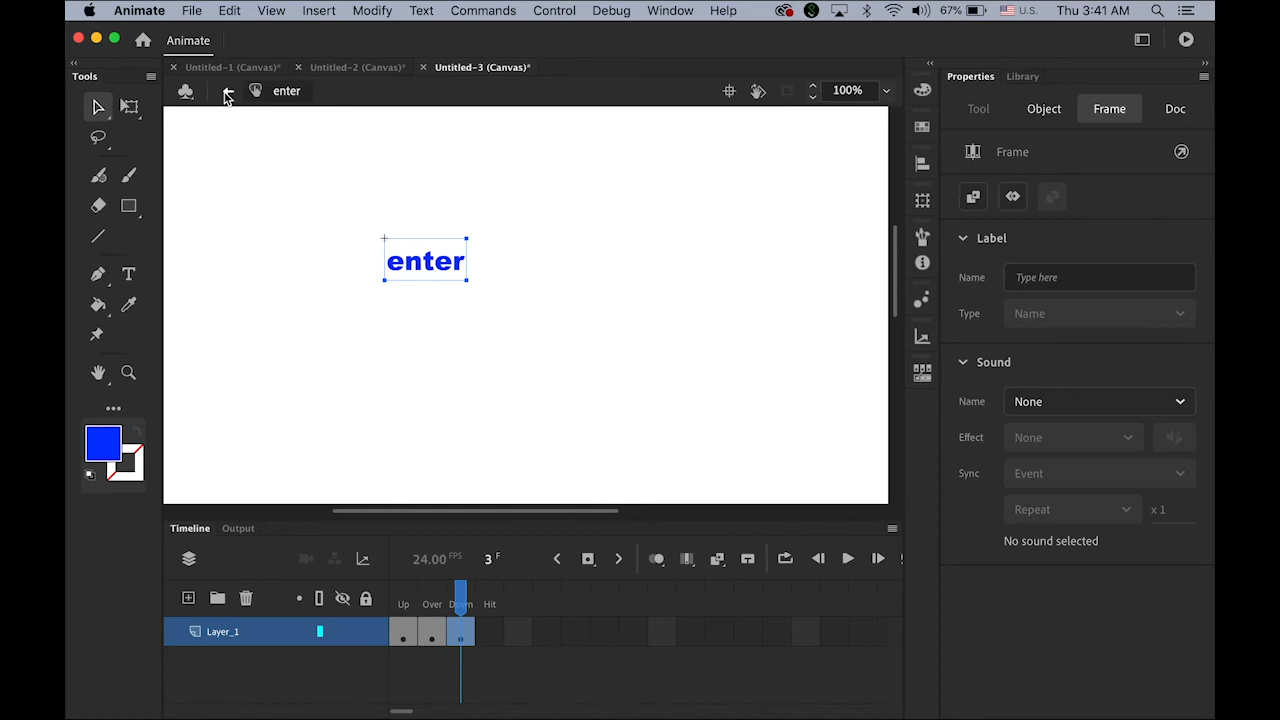 Animate File Edit View Insert Modify Text Commands Control Debug Window Help 67% U.S. Thu 3:41 AM
Animate
Tools
Untitled-1 (Canvas)* Untitled-2 (Canvas)* Untitled-3 (Canvas)*
enter 100%
enter
Properties Library
Tool Object Frame Doc
Frame
Label
Name Type here
Type Name
Sound
Name None
Effect None
Sync Event
Repeat x 1
No sound selected
Timeline Output
24.00 FPS 3 F
Up Over Down Hit
Layer_1